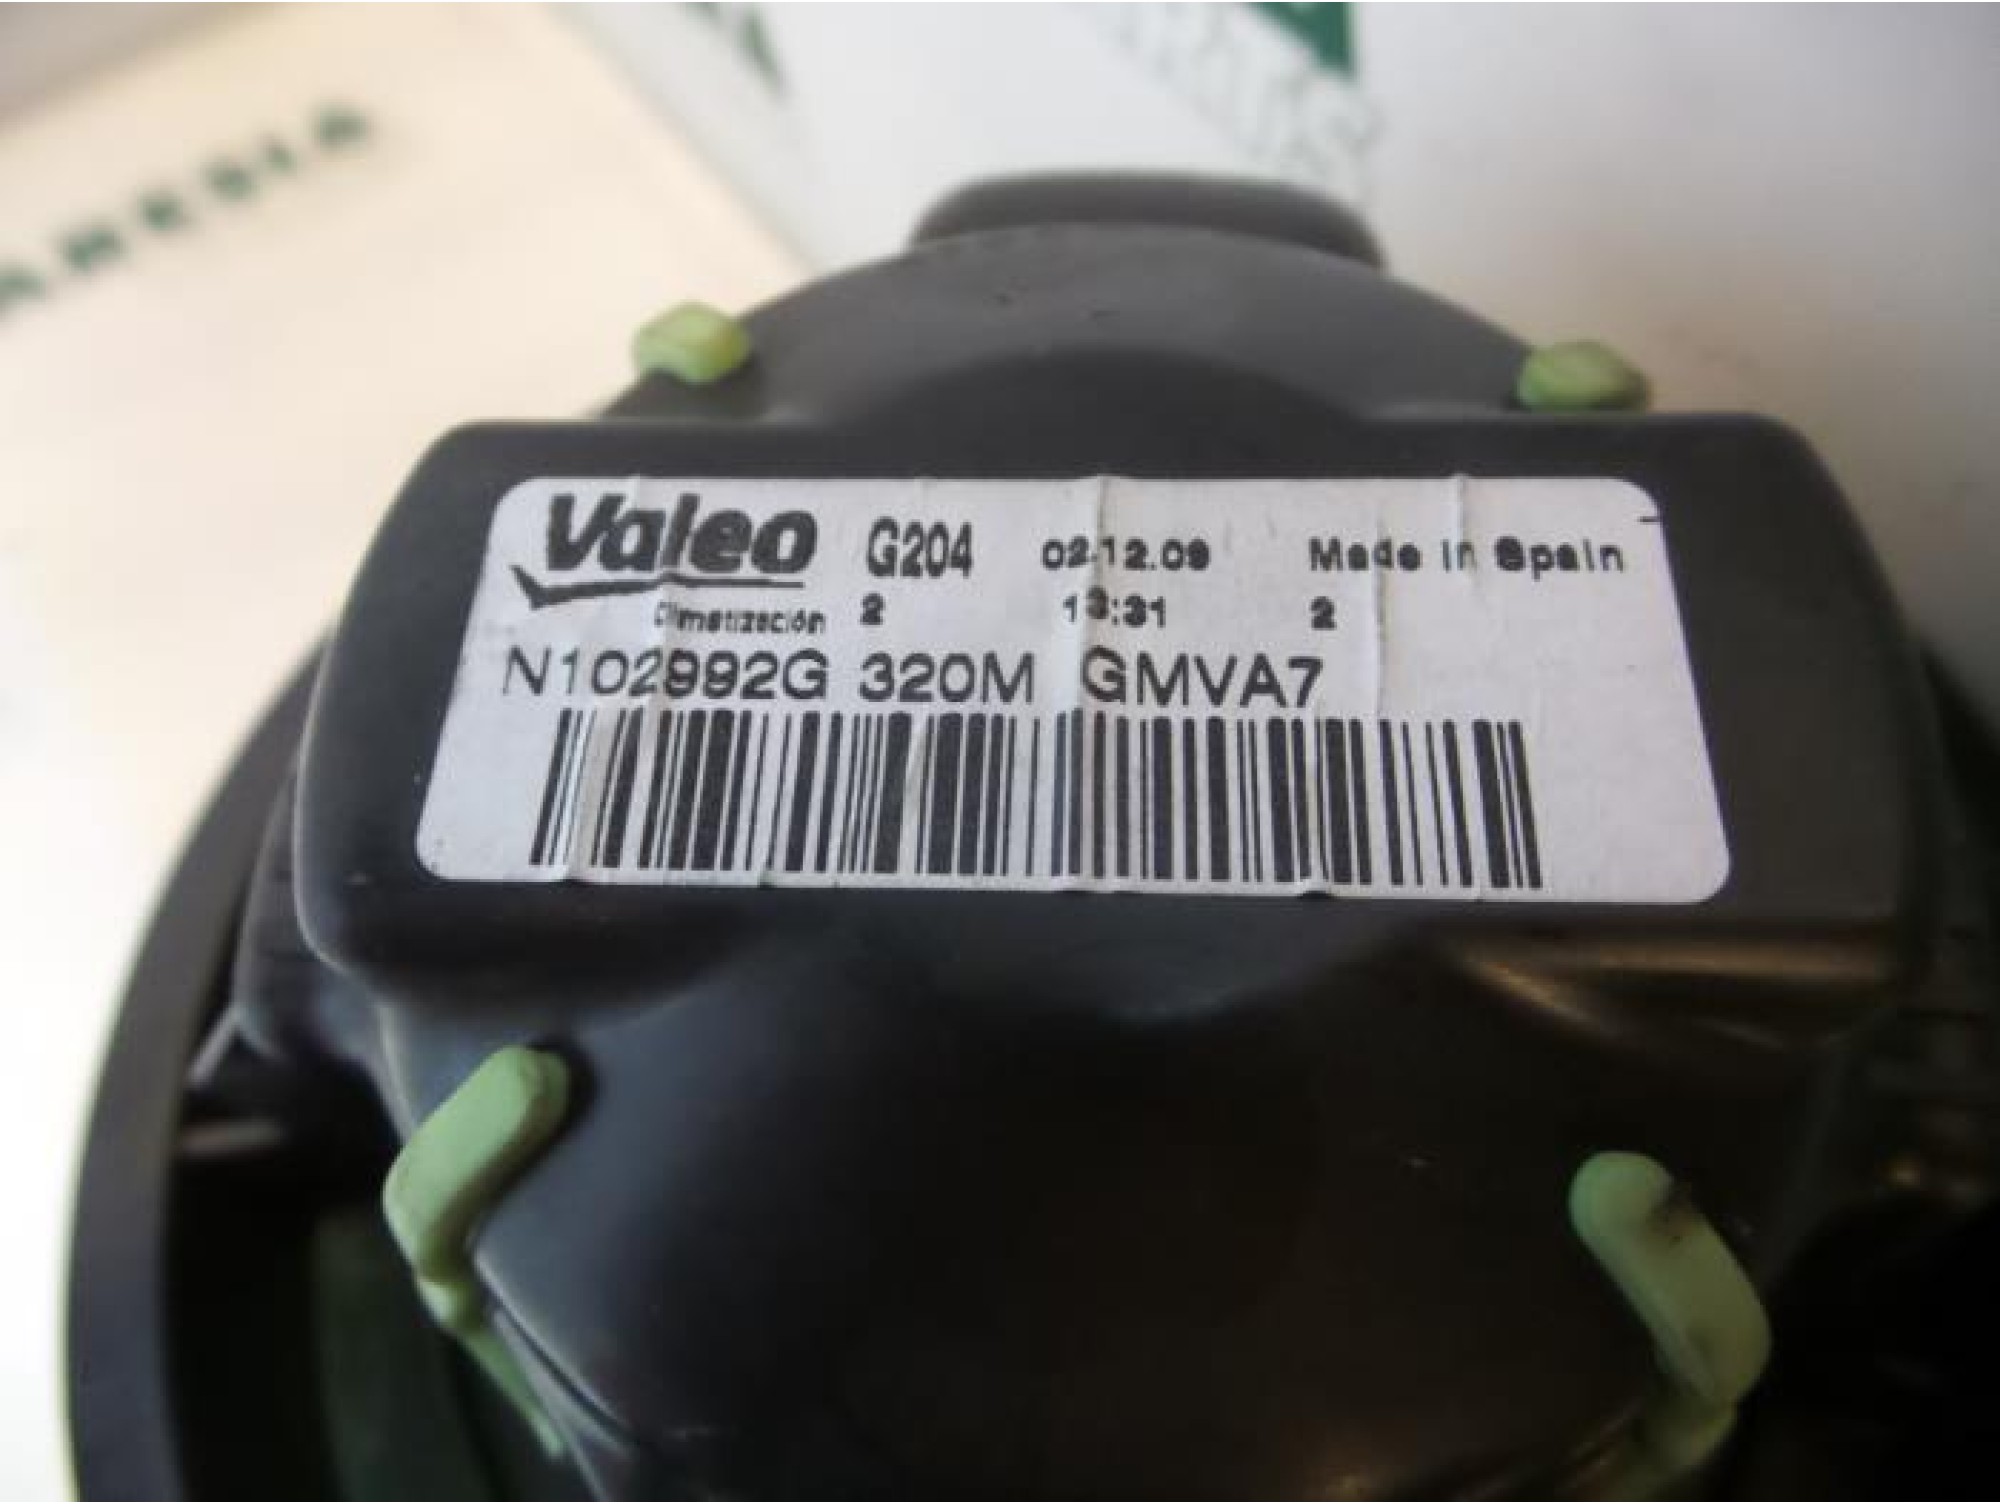 Valeo G204 02.12.09 Made in Spain
Climatización 2 13:31 2
N102992G 320M GMVA7